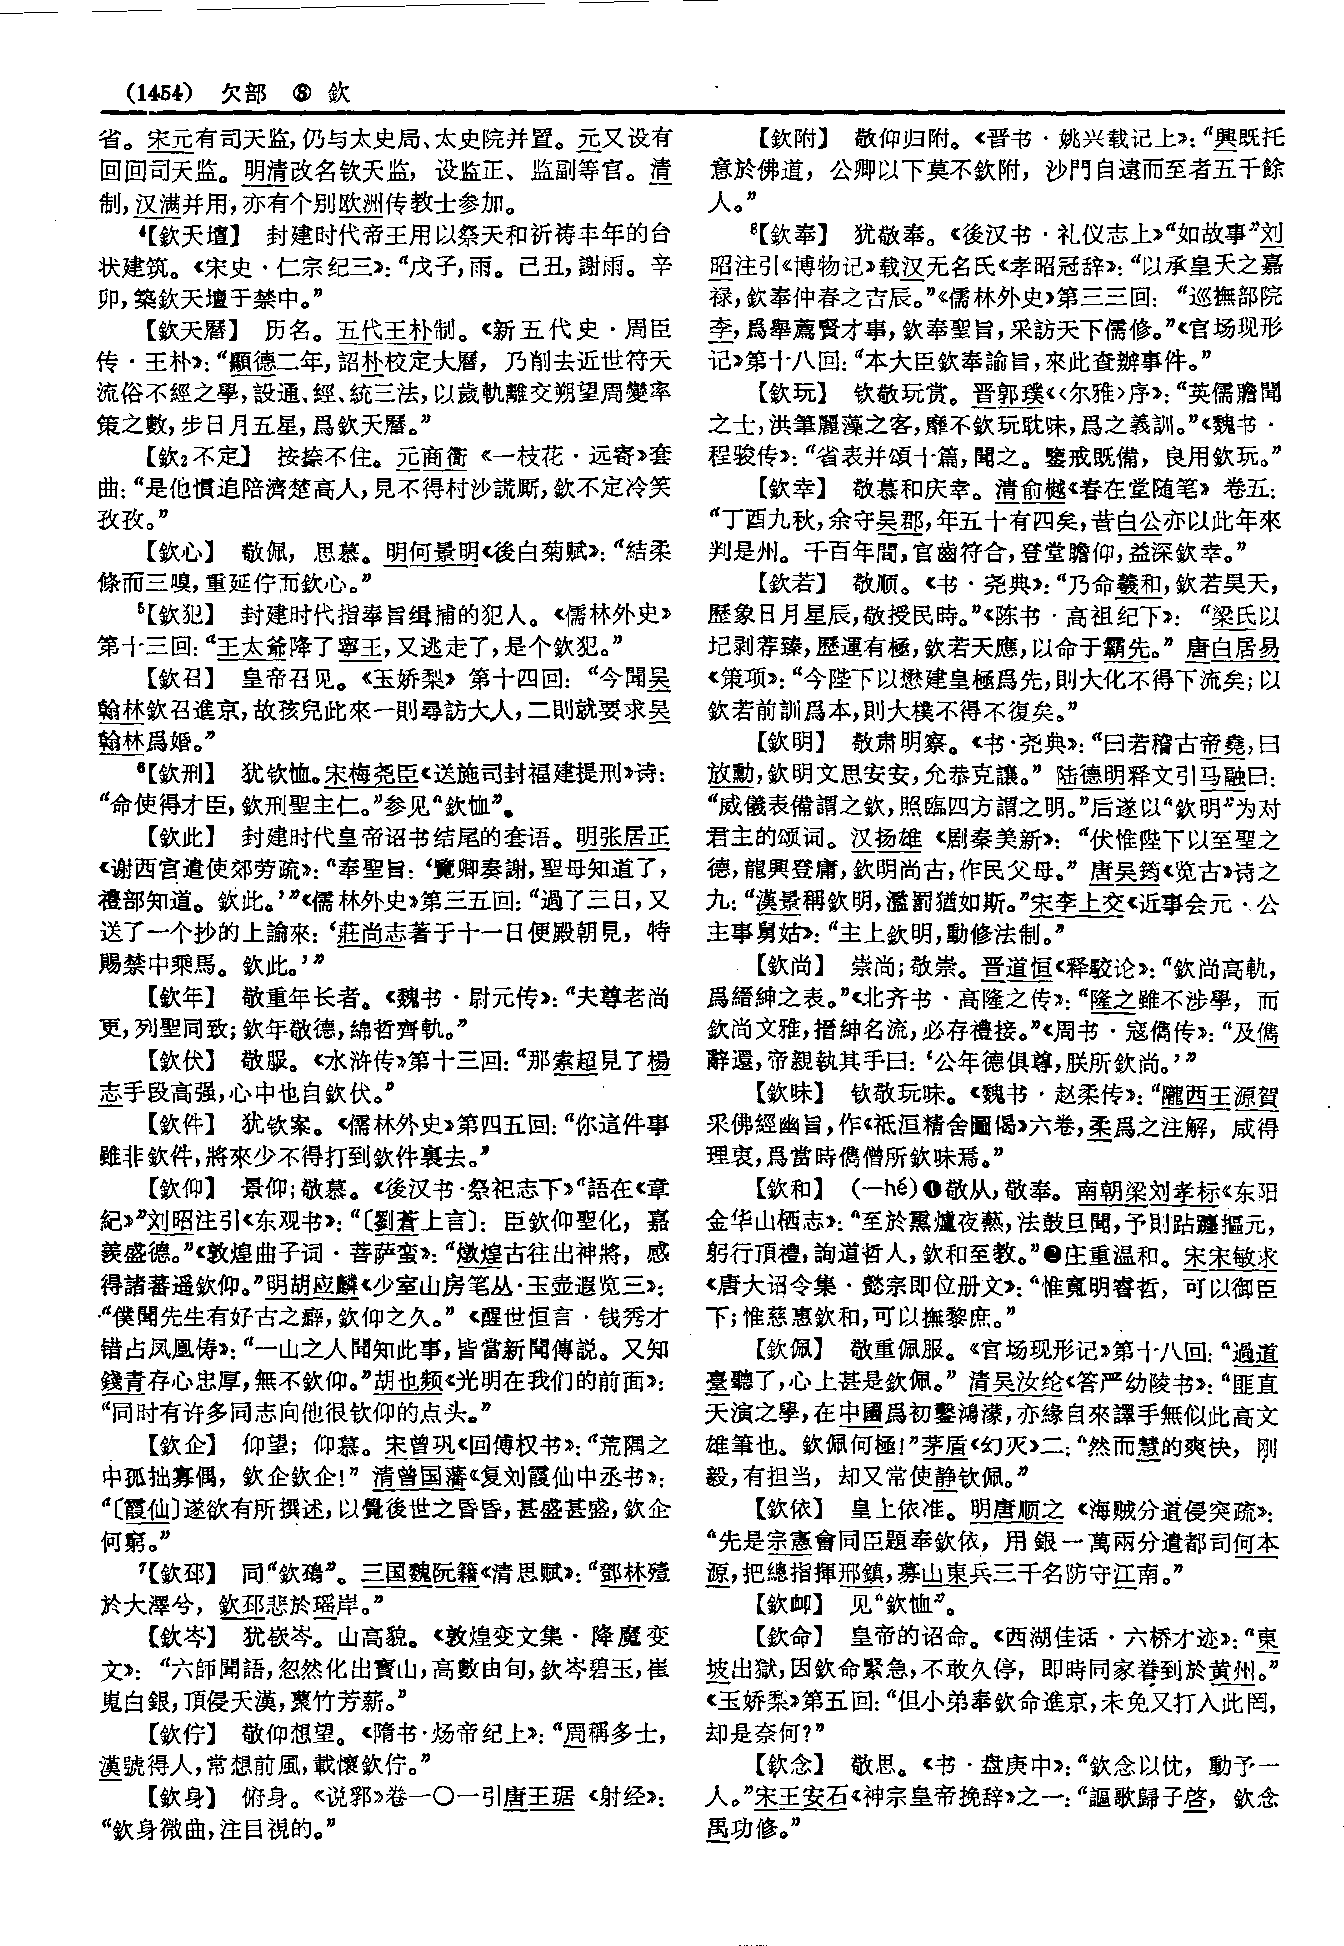 (1454) 欠部 ⑧ 欽
省。宋元有司天监,仍与太史局、太史院并置。元又设有
回回司天监。明清改名钦天监,设监正、监副等官。清
制,汉满并用,亦有个别欧洲传教士参加。
⁴【欽天壇】 封建时代帝王用以祭天和祈祷丰年的台
状建筑。《宋史·仁宗纪三》:“戊子,雨。己丑,謝雨。辛
卯,築欽天壇于禁中。”
【欽天曆】 历名。五代王朴制。《新五代史·周臣
传·王朴》:“顯德二年,詔朴校定大曆,乃削去近世符天
流俗不經之學,設通、經、统三法,以歲軌離交朔望周變率
策之數,步日月五星,爲欽天曆。”
【欽₂不定】 按捺不住。元商衟《一枝花·远寄》套
曲:“是他慣追陪濟楚高人,見不得村沙謊厮,欽不定冷笑
孜孜。”
【欽心】 敬佩,思慕。明何景明《後白菊赋》:“結柔
條而三嗅,重延佇而欽心。”
⁵【欽犯】 封建时代指奉旨缉捕的犯人。《儒林外史》
第十三回:“王太爺降了寧王,又逃走了,是个欽犯。”
【欽召】 皇帝召见。《玉娇梨》第十四回:“今聞吴
翰林欽召進京,故孩兒此來一則尋訪大人,二則就要求吴
翰林爲婚。”
⁶【欽刑】 犹钦恤。宋梅尧臣《送施司封福建提刑》诗:
“命使得才臣,欽刑聖主仁。”参见“欽恤”。
【欽此】 封建时代皇帝诏书结尾的套语。明张居正
《谢西宫遣使郊劳疏》:“奉聖旨:‘覽卿奏謝,聖母知道了,
禮部知道。欽此。’”《儒林外史》第三五回:“過了三日,又
送了一个抄的上諭來:‘莊尚志著于十一日便殿朝見,特
賜禁中乘馬。欽此。’”
【欽年】 敬重年长者。《魏书·尉元传》:“夫尊老尚
更,列聖同致;欽年敬德,綿哲齊軌。”
【欽伏】 敬服。《水浒传》第十三回:“那索超見了楊
志手段高强,心中也自欽伏。”
【欽件】 犹钦案。《儒林外史》第四五回:“你這件事
雖非欽件,將來少不得打到欽件裏去。”
【欽仰】 景仰;敬慕。《後汉书·祭祀志下》“語在《章
紀》”刘昭注引《东观书》:“〔劉蒼上言〕:臣欽仰聖化,嘉
羨盛德。”《敦煌曲子词·菩萨蛮》:“燉煌古往出神將,感
得諸蕃遥欽仰。”明胡应麟《少室山房笔丛·玉壶遐览三》:
“僕聞先生有好古之癖,欽仰之久。”《醒世恒言·钱秀才
错占凤凰俦》:“一山之人聞知此事,皆當新聞傳説。又知
錢青存心忠厚,無不欽仰。”胡也频《光明在我们的前面》:
“同时有许多同志向他很钦仰的点头。”
【欽企】 仰望;仰慕。宋曾巩《回傅权书》:“荒隅之
中孤拙寡偶,欽企欽企!”清曾国藩《复刘霞仙中丞书》:
“〔霞仙〕遂欲有所撰述,以覺後世之昏昏,甚盛甚盛,欽企
何窮。”
⁷【欽䲹】 同“欽鴀”。三国魏阮籍《清思赋》:“鄧林殪
於大澤兮,欽邳悲於瑶岸。”
【欽岑】 犹嵚岑。山高貌。《敦煌变文集·降魔变
文》:“六師聞語,忽然化出寶山,高數由旬,欽岑碧玉,崔
嵬白銀,頂侵天漢,藂竹芳薪。”
【欽佇】 敬仰想望。《隋书·炀帝纪上》:“周稱多士,
漢號得人,常想前風,載懷欽佇。”
【欽身】 俯身。《说郛》卷一〇一引唐王琚《射经》:
“欽身微曲,注目視的。”
【欽附】 敬仰归附。《晋书·姚兴载记上》:“興既托
意於佛道,公卿以下莫不欽附,沙門自遠而至者五千餘
人。”
⁸【欽奉】 犹敬奉。《後汉书·礼仪志上》“如故事”刘
昭注引《博物记》载汉无名氏《孝昭冠辞》:“以承皇天之嘉
禄,欽奉仲春之吉辰。”《儒林外史》第三三回:“巡撫部院
李,爲舉薦賢才事,欽奉聖旨,采訪天下儒修。”《官场现形
记》第十八回:“本大臣欽奉諭旨,來此查辦事件。”
【欽玩】 钦敬玩赏。晋郭璞《〈尔雅〉序》:“英儒贍聞
之士,洪筆麗藻之客,靡不欽玩耽味,爲之義訓。”《魏书·
程骏传》:“省表并頌十篇,聞之。鑒戒既備,良用欽玩。”
【欽幸】 敬慕和庆幸。清俞樾《春在堂随笔》卷五:
“丁酉九秋,余守吴郡,年五十有四矣,昔白公亦以此年來
判是州。千百年間,官齒符合,登堂瞻仰,益深欽幸。”
【欽若】 敬顺。《书·尧典》:“乃命羲和,欽若昊天,
歷象日月星辰,敬授民時。”《陈书·高祖纪下》:“梁氏以
圮剥荐臻,歷運有極,欽若天應,以命于霸先。”唐白居易
《策项》:“今陛下以懋建皇極爲先,則大化不得下流矣;以
欽若前訓爲本,則大樸不得不復矣。”
【欽明】 敬肃明察。《书·尧典》:“曰若稽古帝堯,曰
放勳,欽明文思安安,允恭克讓。”陆德明释文引马融曰:
“威儀表備謂之欽,照臨四方謂之明。”后遂以“欽明”为对
君主的颂词。汉扬雄《剧秦美新》:“伏惟陛下以至聖之
德,龍興登庸,欽明尚古,作民父母。”唐吴筠《览古》诗之
九:“漢景稱欽明,濫罰猶如斯。”宋李上交《近事会元·公
主事舅姑》:“主上欽明,動修法制。”
【欽尚】 崇尚;敬崇。晋道恒《释驳论》:“欽尚高軌,
爲縉紳之表。”《北齐书·高隆之传》:“隆之雖不涉學,而
欽尚文雅,搢紳名流,必存禮接。”《周书·寇儁传》:“及儁
辭還,帝親執其手曰:‘公年德俱尊,朕所欽尚。’”
【欽味】 钦敬玩味。《魏书·赵柔传》:“隴西王源賀
采佛經幽旨,作《祇洹精舍圖偈》六卷,柔爲之注解,咸得
理衷,爲當時儁僧所欽味焉。”
【欽和】 (—hé)❶敬从,敬奉。南朝梁刘孝标《东阳
金华山栖志》:“至於熏爐夜爇,法鼓旦聞,予則跕躧摳元,
躬行頂禮,詢道哲人,欽和至教。”❷庄重温和。宋宋敏求
《唐大诏令集·懿宗即位册文》:“惟寬明睿哲,可以御臣
下;惟慈惠欽和,可以撫黎庶。”
【欽佩】 敬重佩服。《官场现形记》第十八回:“過道
臺聽了,心上甚是欽佩。”清吴汝纶《答严幼陵书》:“匪直
天演之學,在中國爲初鑿鴻濛,亦緣自來譯手無似此高文
雄筆也。欽佩何極!”茅盾《幻灭》二:“然而慧的爽快,刚
毅,有担当,却又常使静钦佩。”
【欽依】 皇上依准。明唐顺之《海贼分道侵突疏》:
“先是宗憲會同臣題奉欽依,用銀一萬兩分遣都司何本
源,把總指揮邢鎮,募山東兵三千名防守江南。”
【欽卹】 见“欽恤”。
【欽命】 皇帝的诏命。《西湖佳话·六桥才迹》:“東
坡出獄,因欽命緊急,不敢久停,即時同家眷到於黄州。”
《玉娇梨》第五回:“但小弟奉欽命進京,未免又打入此罔,
却是奈何?”
【欽念】 敬思。《书·盘庚中》:“欽念以忱,動予一
人。”宋王安石《神宗皇帝挽辞》之一:“謳歌歸子啓,欽念
禹功修。”